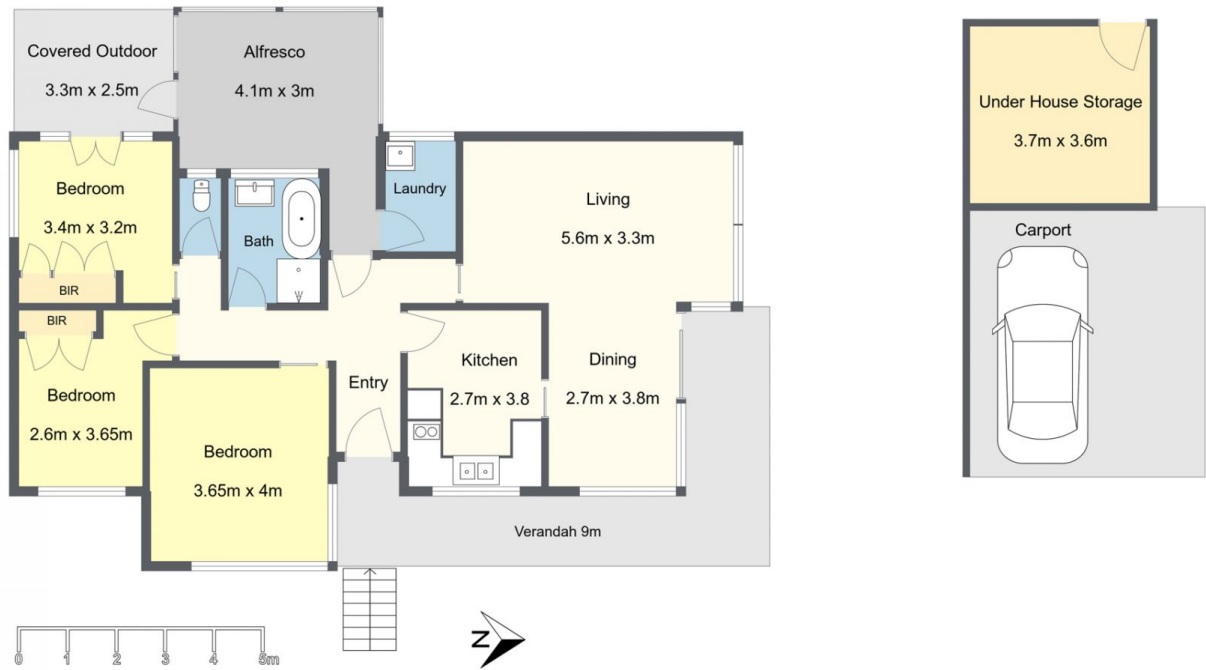 Covered Outdoor
3.3m x 2.5m
Alfresco
4.1m x 3m
Under House Storage
3.7m x 3.6m
Bedroom
3.4m x 3.2m
Laundry
Bath
Living
5.6m x 3.3m
Carport
BIR
BIR
Bedroom
2.6m x 3.65m
Entry
Kitchen
2.7m x 3.8
Dining
2.7m x 3.8m
Bedroom
3.65m x 4m
Verandah 9m
0 1 2 3 4 5m
N